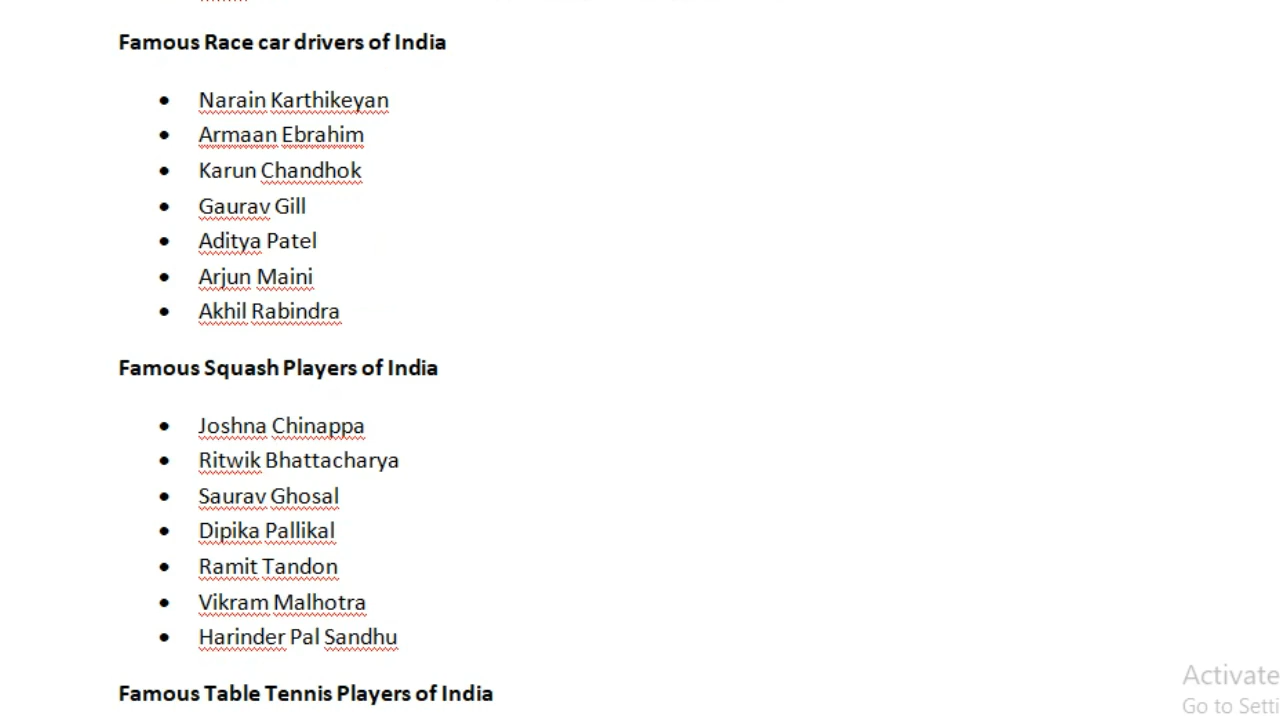 Famous Race car drivers of India
• Narain Karthikeyan
• Armaan Ebrahim
• Karun Chandhok
• Gaurav Gill
• Aditya Patel
• Arjun Maini
• Akhil Rabindra
Famous Squash Players of India
• Joshna Chinappa
• Ritwik Bhattacharya
• Saurav Ghosal
• Dipika Pallikal
• Ramit Tandon
• Vikram Malhotra
• Harinder Pal Sandhu
Famous Table Tennis Players of India
Activate
Go to Setti